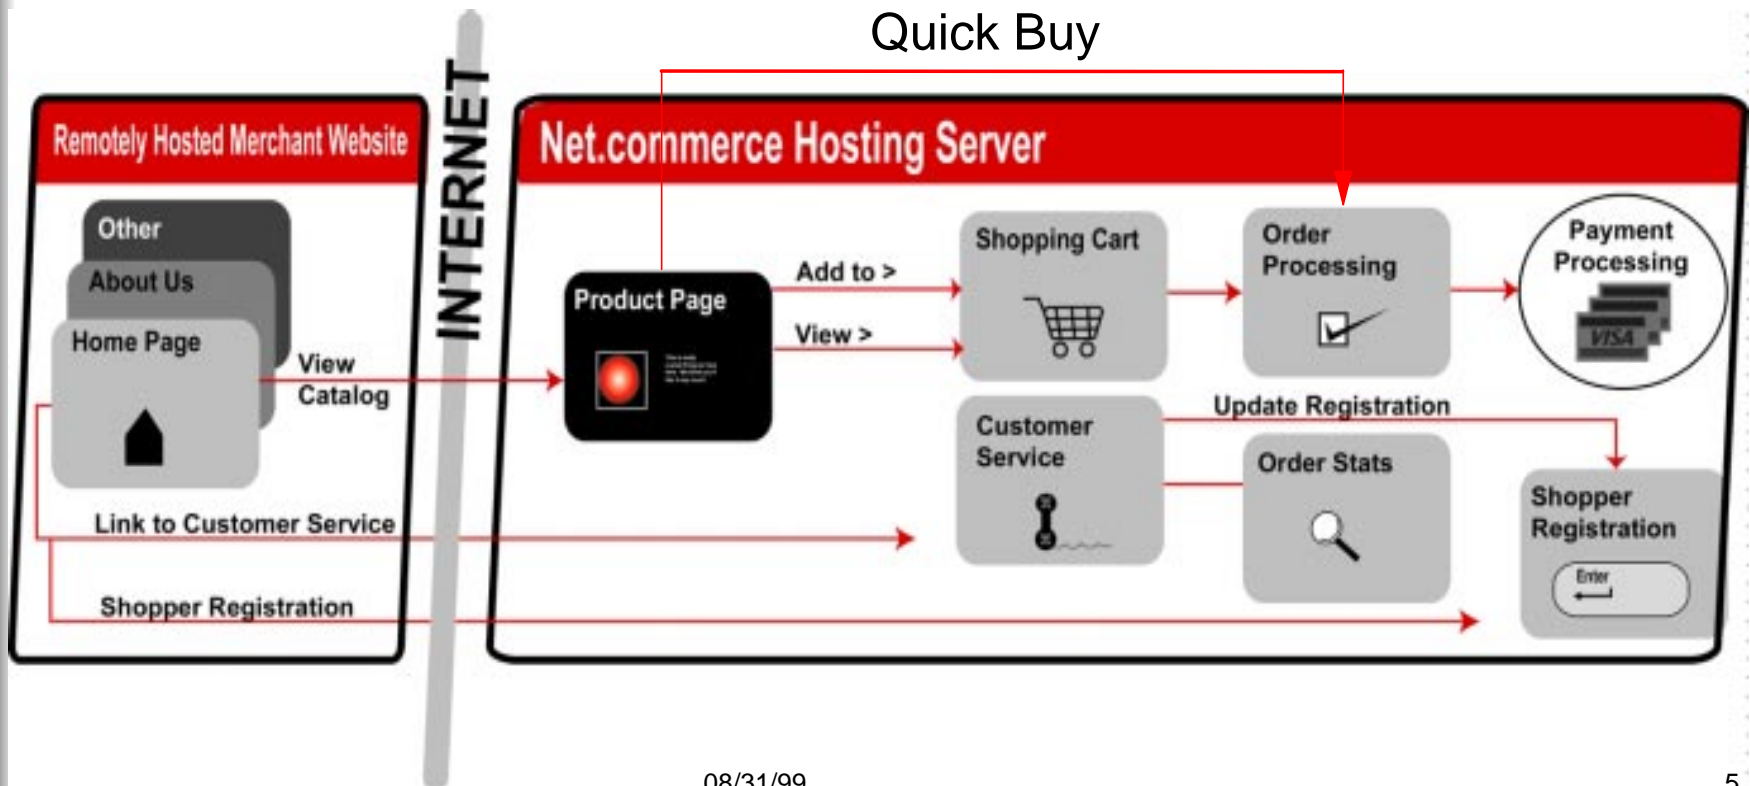 Quick Buy
INTERNET
Remotely Hosted Merchant Website
Net.commerce Hosting Server
Other
About Us
Home Page
View
Catalog
Link to Customer Service
Shopper Registration
Product Page
Add to >
View >
Shopping Cart
Order
Processing
Payment
Processing
VISA
Customer
Service
Update Registration
Order Stats
Shopper
Registration
Enter
08/31/99
5